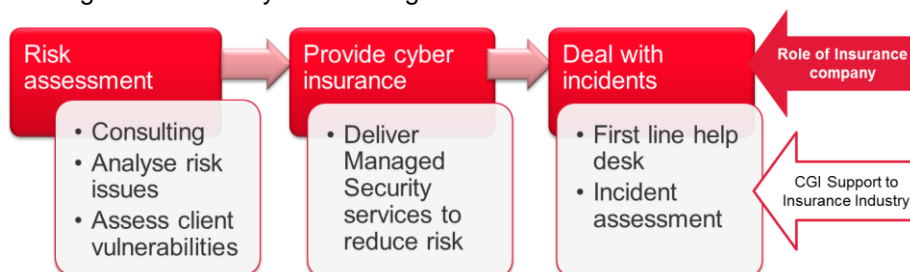 Risk
assessment
Provide cyber
insurance
Deal with
incidents
Role of Insurance
company
• Consulting
• Analyse risk
issues
• Assess client
vulnerabilities
• Deliver
Managed
Security
services to
reduce risk
• First line help
desk
• Incident
assessment
CGI Support to
Insurance Industry